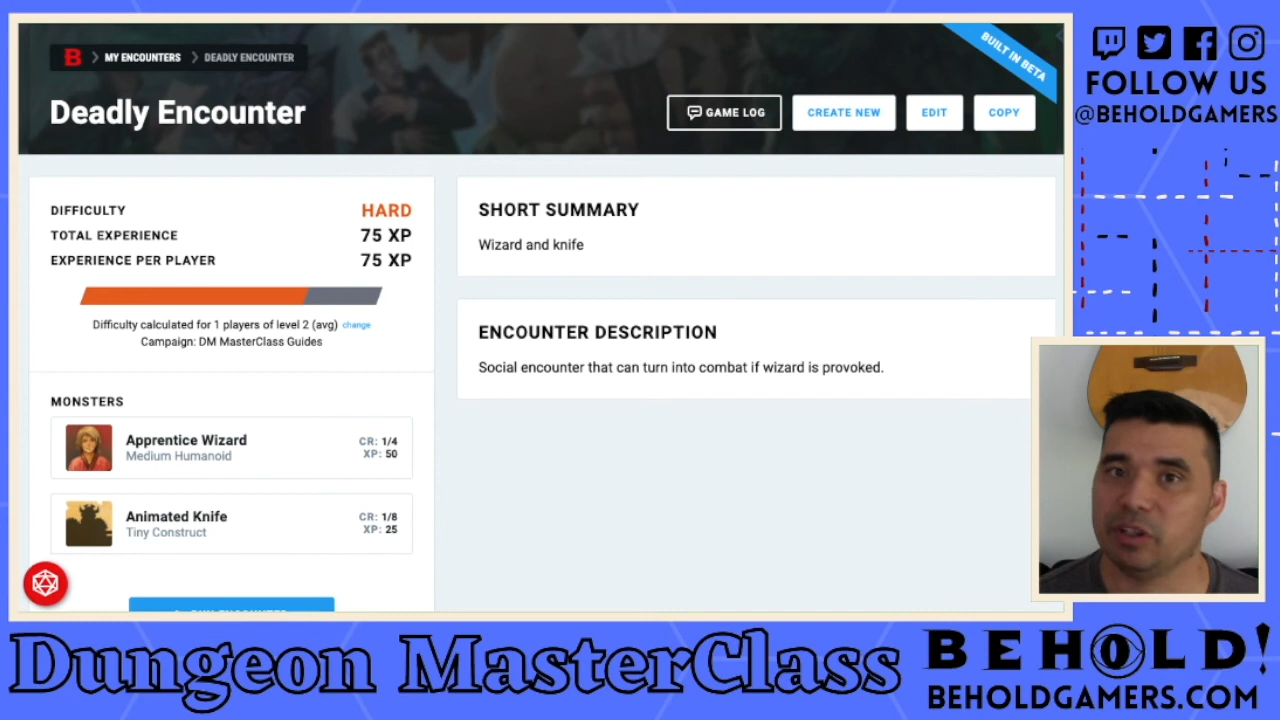 B
MY ENCOUNTERS
DEADLY ENCOUNTER
BUILT IN BETA
Deadly Encounter
GAME LOG
CREATE NEW
EDIT
COPY
DIFFICULTY HARD
TOTAL EXPERIENCE 75 XP
EXPERIENCE PER PLAYER 75 XP
Difficulty calculated for 1 players of level 2 (avg) change
Campaign: DM MasterClass Guides
MONSTERS
Apprentice Wizard CR: 1/4
Medium Humanoid XP: 50
Animated Knife CR: 1/8
Tiny Construct XP: 25
SHORT SUMMARY
Wizard and knife
ENCOUNTER DESCRIPTION
Social encounter that can turn into combat if wizard is provoked.
FOLLOW US
@BEHOLDGAMERS
Dungeon MasterClass
BEHOLD!
BEHOLDGAMERS.COM